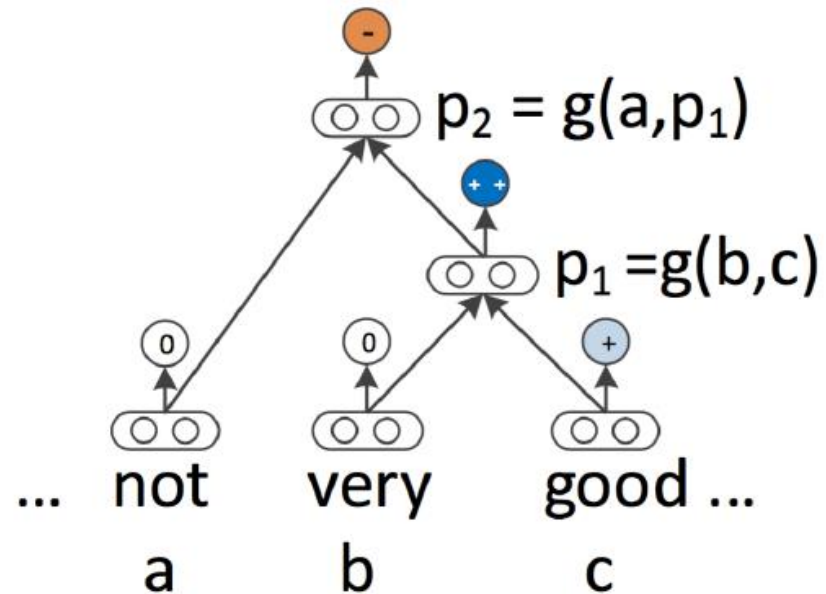 -
p₂ = g(a,p₁)
+ +
p₁ =g(b,c)
0 0 +
... not very good ...
a b c